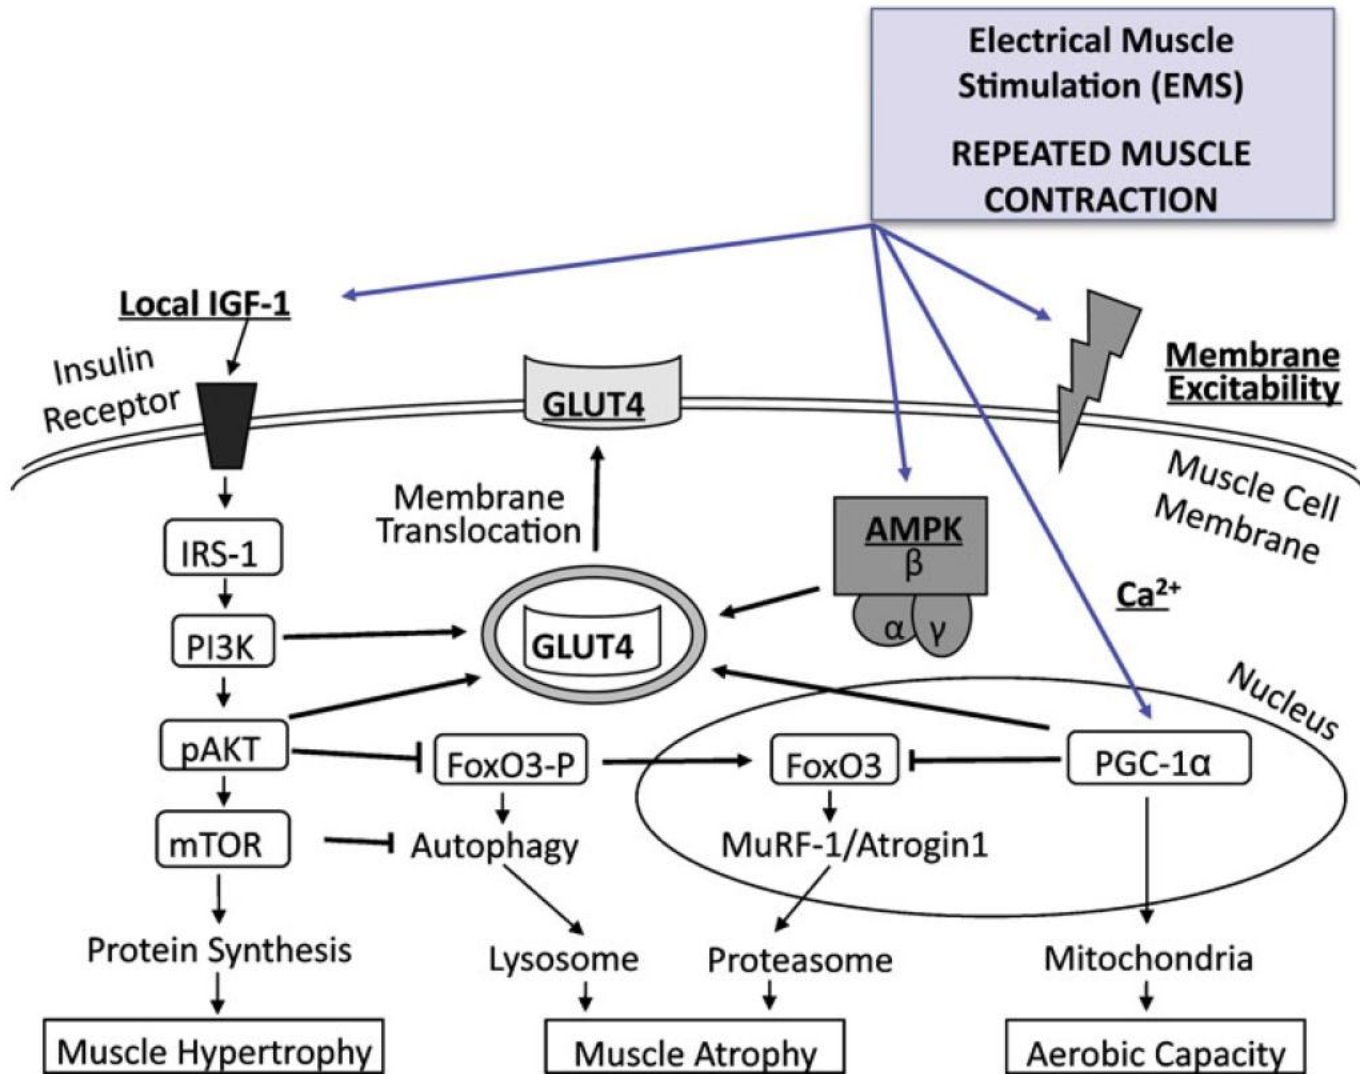 Electrical Muscle
Stimulation (EMS)
REPEATED MUSCLE
CONTRACTION
Local IGF-1
Insulin
Receptor
GLUT4
Membrane
Excitability
Muscle Cell
Membrane
Membrane
Translocation
AMPK
β
α γ
Ca²⁺
IRS-1
PI3K
GLUT4
Nucleus
pAKT
FoxO3-P
FoxO3
PGC-1α
mTOR
Autophagy
MuRF-1/Atrogin1
Protein Synthesis
Lysosome
Proteasome
Mitochondria
Muscle Hypertrophy
Muscle Atrophy
Aerobic Capacity